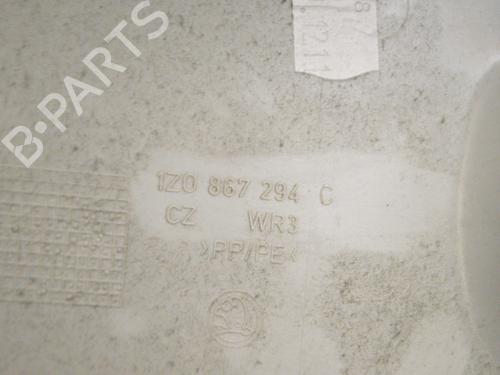 B·PARTS
1Z0 867 294 C
CZ WR3
>PP/PE<